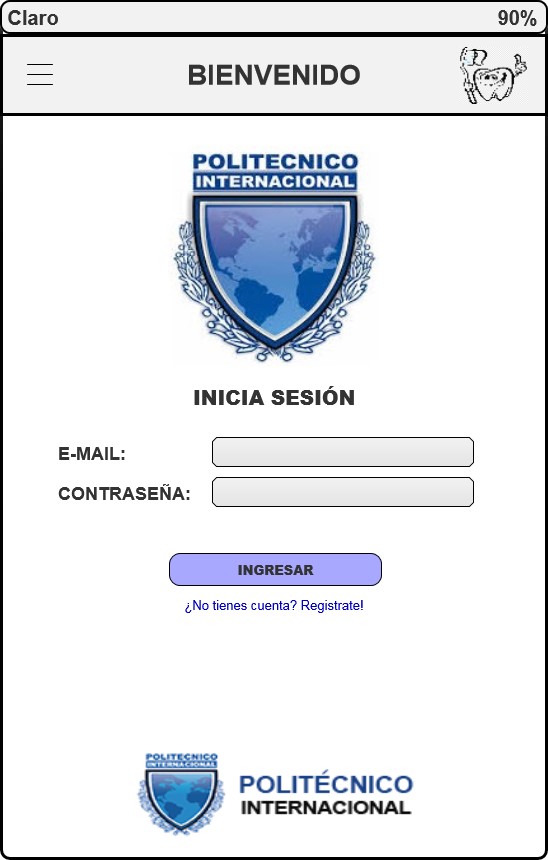 Claro 90%
BIENVENIDO
POLITECNICO
INTERNACIONAL
INICIA SESIÓN
E-MAIL:
CONTRASEÑA:
INGRESAR
¿No tienes cuenta? Registrate!
POLITECNICO
INTERNACIONAL
POLITÉCNICO
INTERNACIONAL